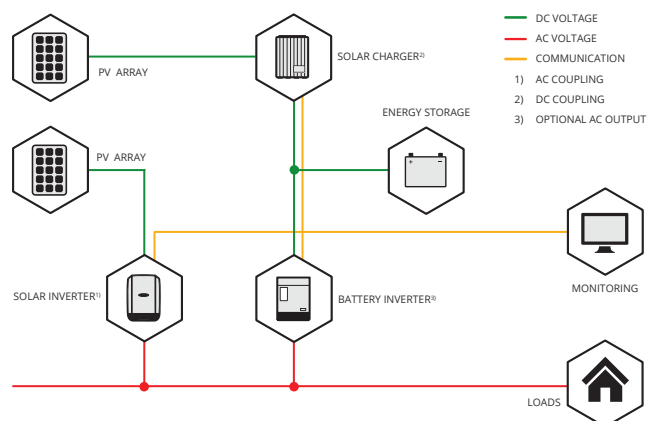 DC VOLTAGE
AC VOLTAGE
COMMUNICATION
1) AC COUPLING
2) DC COUPLING
3) OPTIONAL AC OUTPUT
PV ARRAY
SOLAR CHARGER²⁾
ENERGY STORAGE
PV ARRAY
MONITORING
SOLAR INVERTER¹⁾
BATTERY INVERTER³⁾
LOADS